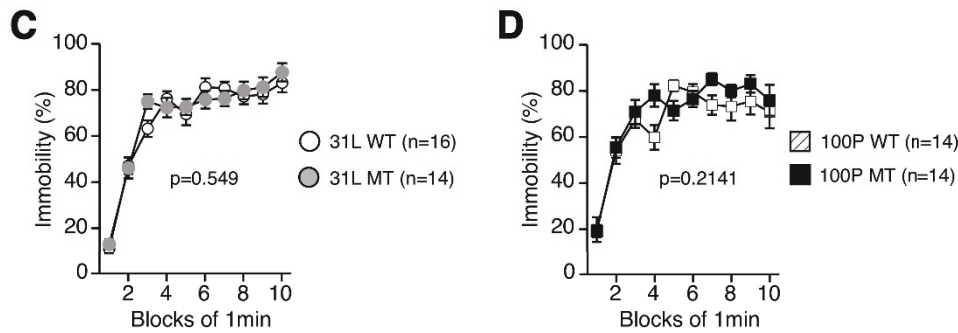 C
Immobility (%)
100
80
60
40
20
0
2 4 6 8 10
Blocks of 1min
p=0.549
31L WT (n=16)
31L MT (n=14)
D
Immobility (%)
100
80
60
40
20
0
2 4 6 8 10
Blocks of 1min
p=0.2141
100P WT (n=14)
100P MT (n=14)